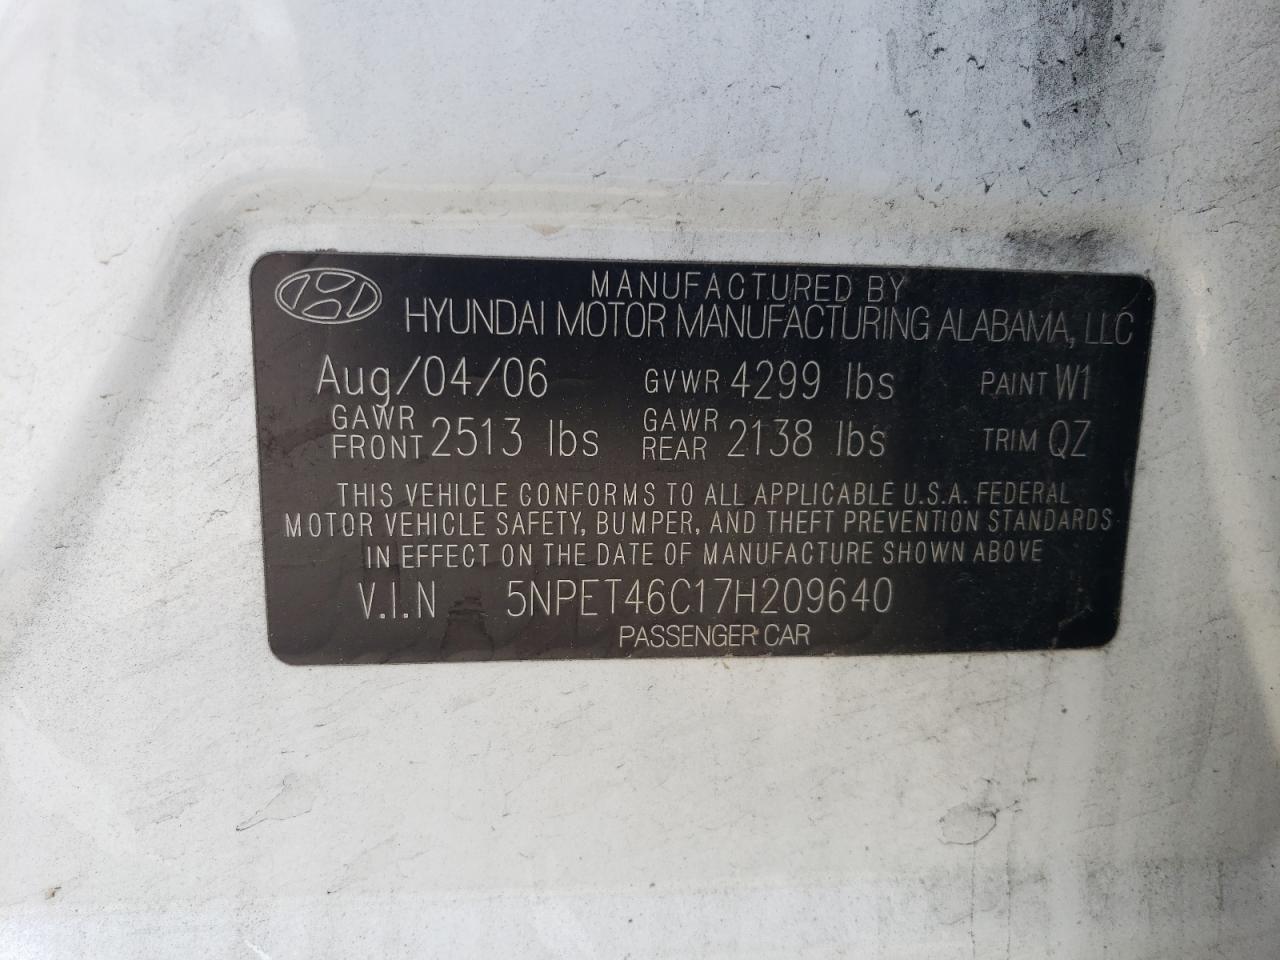 MANUFACTURED BY
HYUNDAI MOTOR MANUFACTURING ALABAMA, LLC
Aug/04/06 GVWR 4299 lbs PAINT W1
GAWR FRONT 2513 lbs GAWR REAR 2138 lbs TRIM QZ
THIS VEHICLE CONFORMS TO ALL APPLICABLE U.S.A. FEDERAL
MOTOR VEHICLE SAFETY, BUMPER, AND THEFT PREVENTION STANDARDS
IN EFFECT ON THE DATE OF MANUFACTURE SHOWN ABOVE
V.I.N 5NPET46C17H209640
PASSENGER CAR